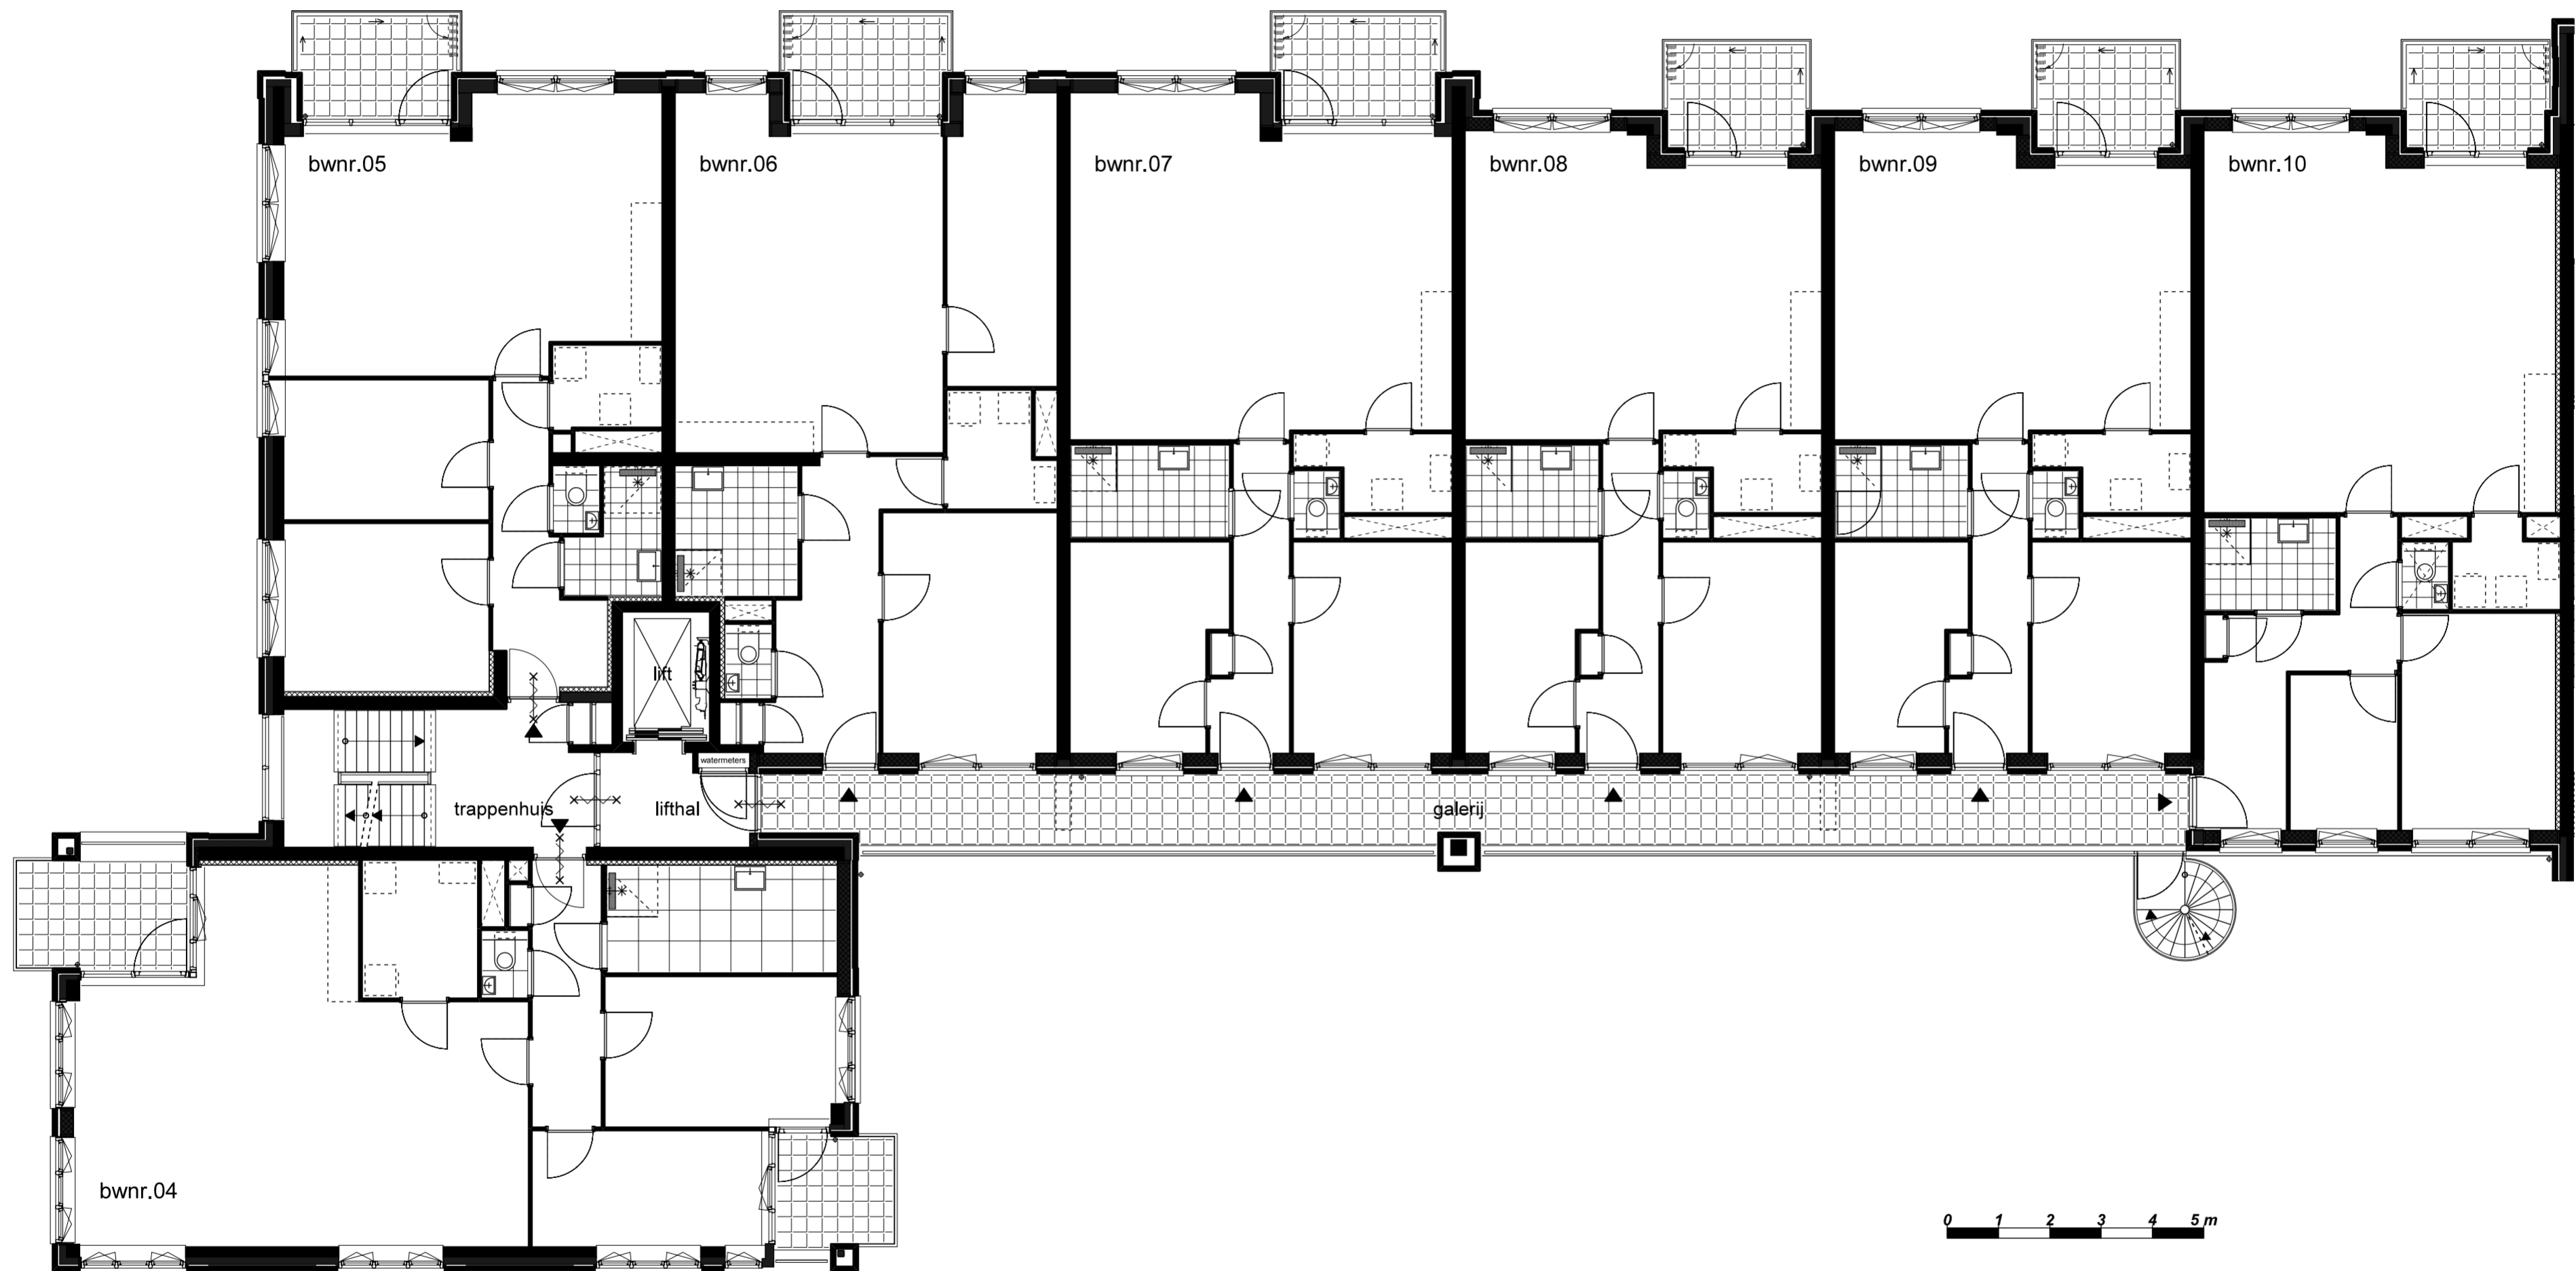 bwnr.05
bwnr.06
bwnr.07
bwnr.08
bwnr.09
bwnr.10
lift
watermeters
trappenhuis
lifthal
galerij
bwnr.04
0 1 2 3 4 5 m